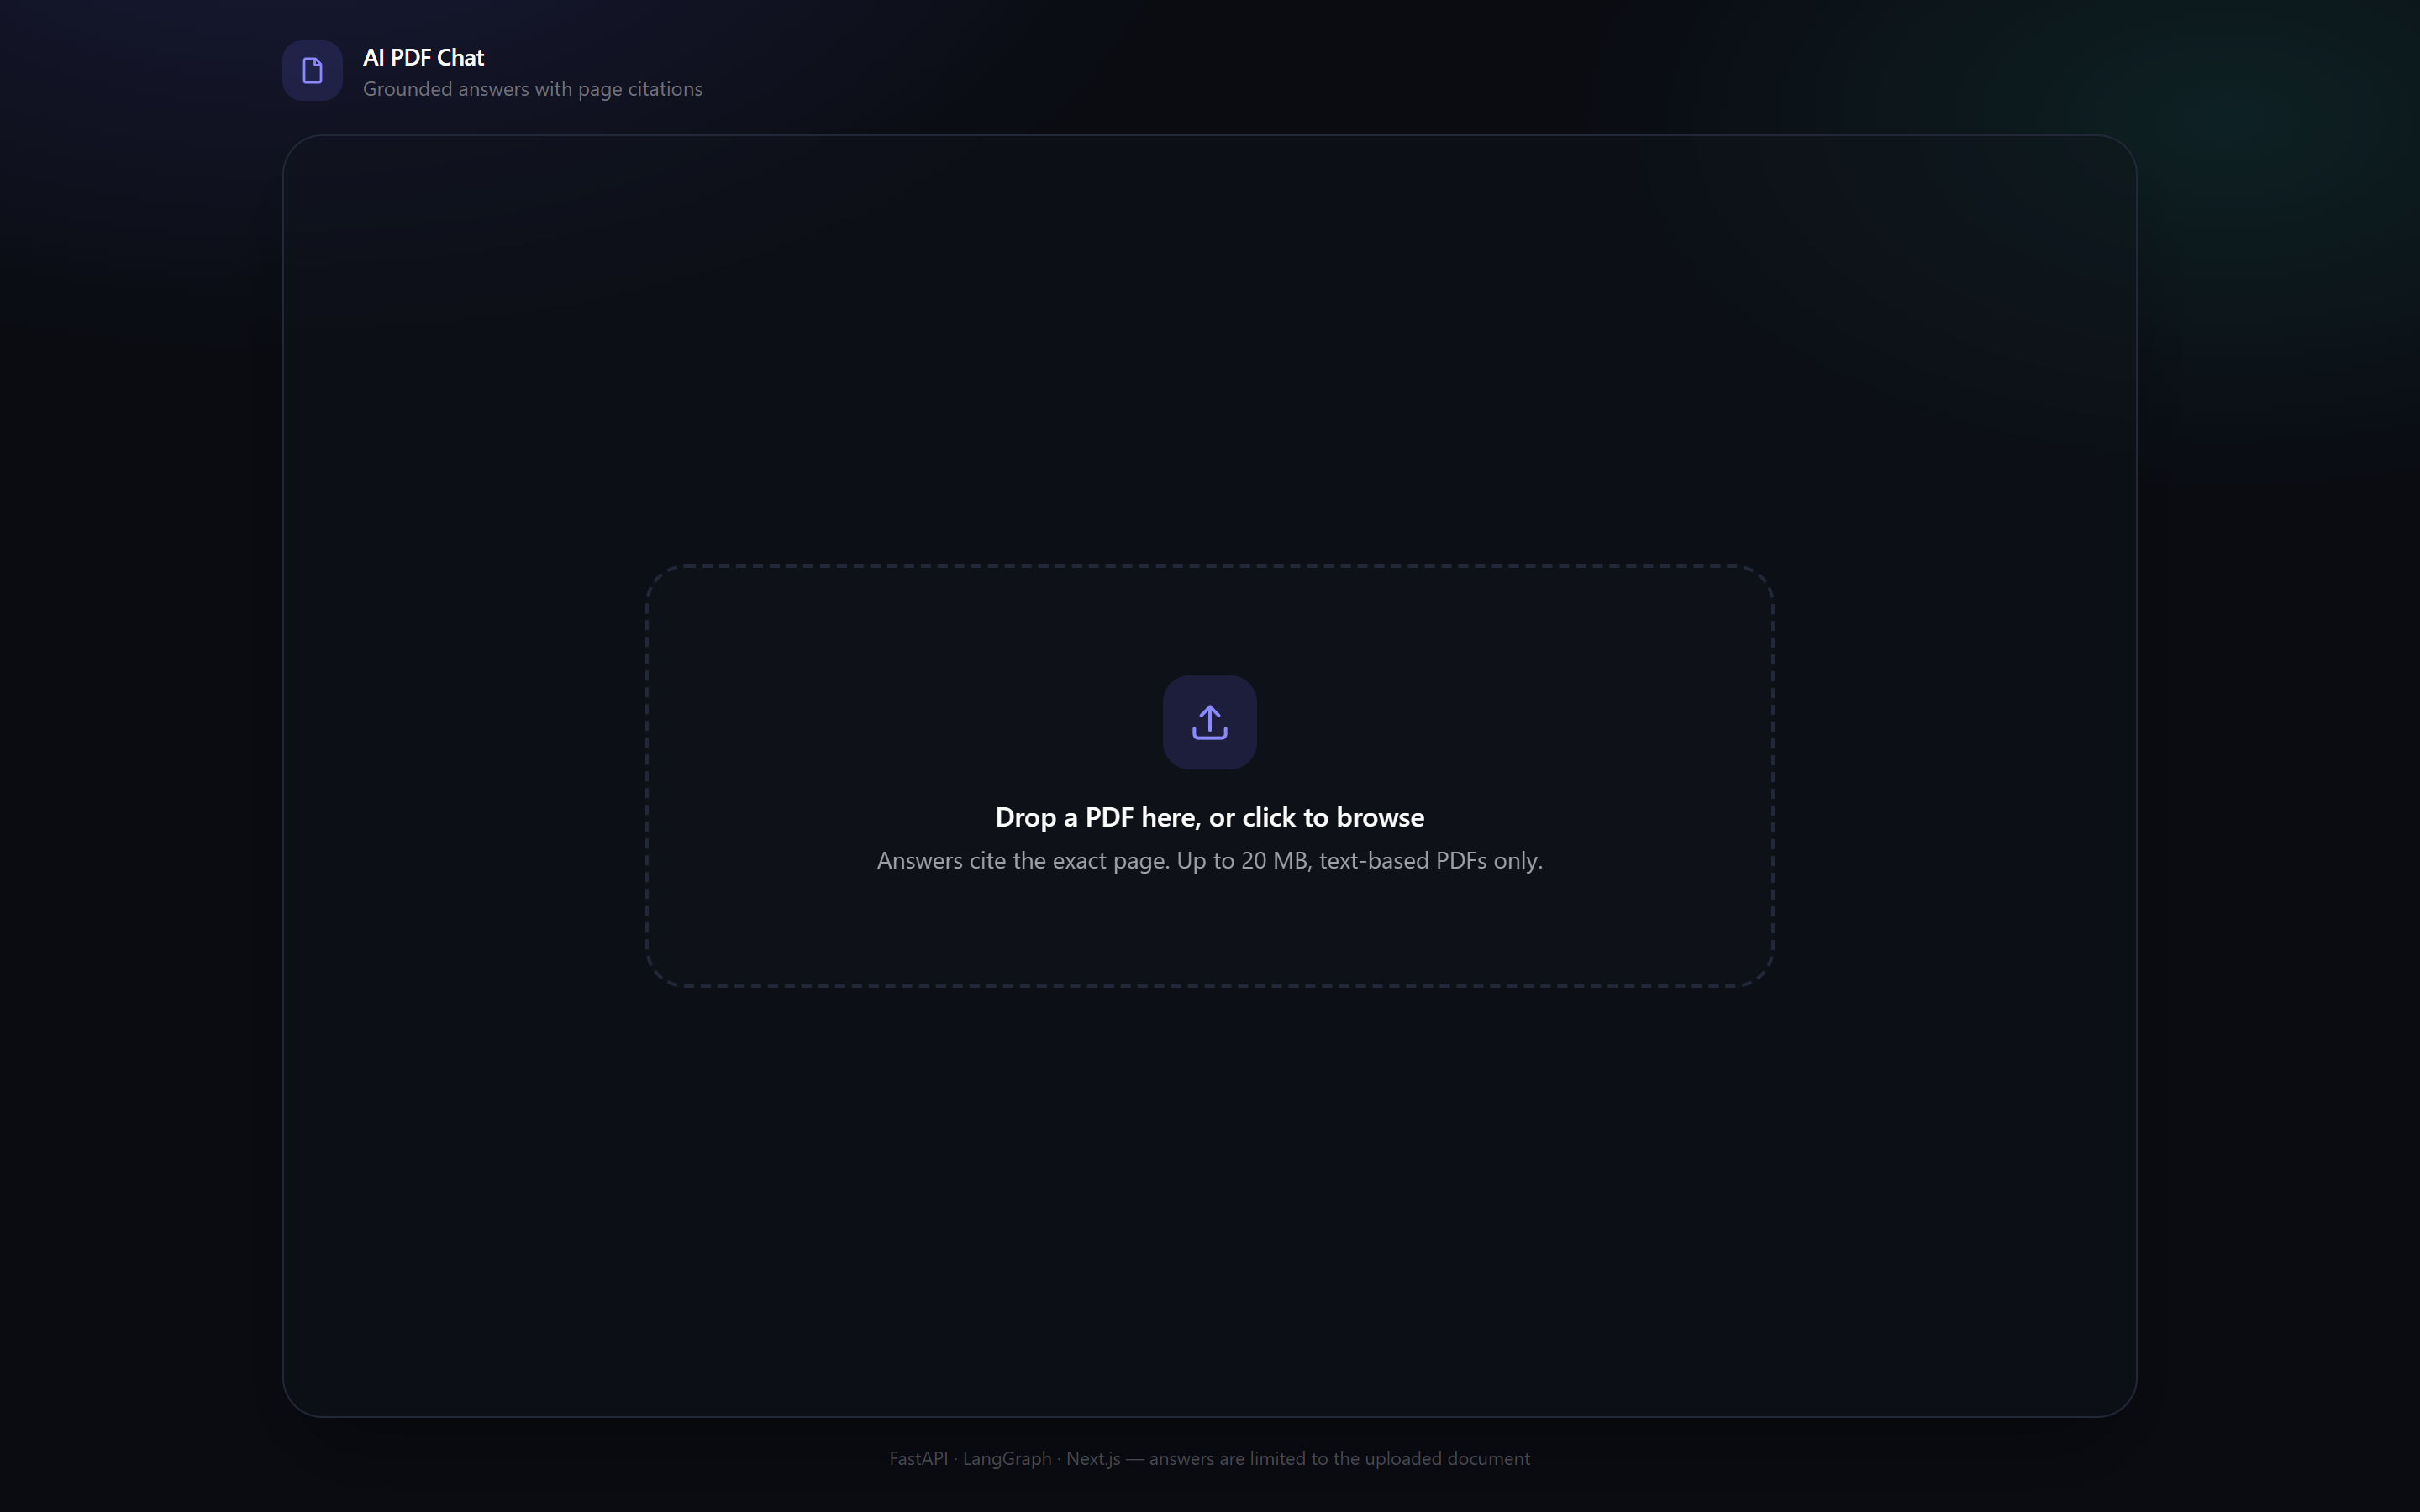 AI PDF Chat
Grounded answers with page citations
Drop a PDF here, or click to browse
Answers cite the exact page. Up to 20 MB, text-based PDFs only.
FastAPI · LangGraph · Next.js — answers are limited to the uploaded document